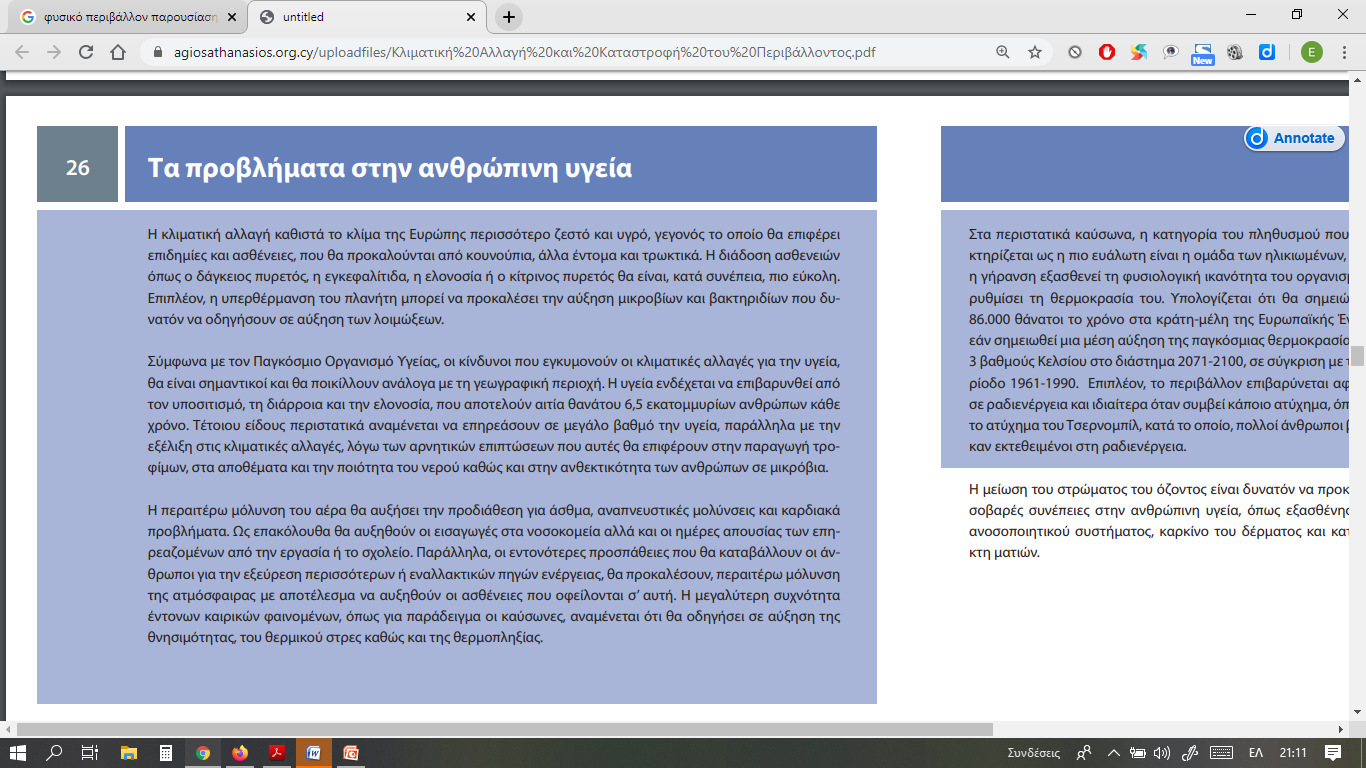 φυσικό περιβάλλον παρουσίαση
untitled
agiosathanasios.org.cy/uploadfiles/Κλιματική%20Αλλαγή%20και%20Καταστροφή%20του%20Περιβάλλοντος.pdf
New
E
Annotate
26
Τα προβλήματα στην ανθρώπινη υγεία
Η κλιματική αλλαγή καθιστά το κλίμα της Ευρώπης περισσότερο ζεστό και υγρό, γεγονός το οποίο θα επιφέρει
επιδημίες και ασθένειες, που θα προκαλούνται από κουνούπια, άλλα έντομα και τρωκτικά. Η διάδοση ασθενειών
όπως ο δάγκειος πυρετός, η εγκεφαλίτιδα, η ελονοσία ή ο κίτρινος πυρετός θα είναι, κατά συνέπεια, πιο εύκολη.
Επιπλέον, η υπερθέρμανση του πλανήτη μπορεί να προκαλέσει την αύξηση μικροβίων και βακτηριδίων που δυ-
νατόν να οδηγήσουν σε αύξηση των λοιμώξεων.
Σύμφωνα με τον Παγκόσμιο Οργανισμό Υγείας, οι κίνδυνοι που εγκυμονούν οι κλιματικές αλλαγές για την υγεία,
θα είναι σημαντικοί και θα ποικίλλουν ανάλογα με τη γεωγραφική περιοχή. Η υγεία ενδέχεται να επιβαρυνθεί από
τον υποσιτισμό, τη διάρροια και την ελονοσία, που αποτελούν αιτία θανάτου 6,5 εκατομμυρίων ανθρώπων κάθε
χρόνο. Τέτοιου είδους περιστατικά αναμένεται να επηρεάσουν σε μεγάλο βαθμό την υγεία, παράλληλα με την
εξέλιξη στις κλιματικές αλλαγές, λόγω των αρνητικών επιπτώσεων που αυτές θα επιφέρουν στην παραγωγή τρο-
φίμων, στα αποθέματα και την ποιότητα του νερού καθώς και στην ανθεκτικότητα των ανθρώπων σε μικρόβια.
Η περαιτέρω μόλυνση του αέρα θα αυξήσει την προδιάθεση για άσθμα, αναπνευστικές μολύνσεις και καρδιακά
προβλήματα. Ως επακόλουθα θα αυξηθούν οι εισαγωγές στα νοσοκομεία αλλά και οι ημέρες απουσίας των επη-
ρεαζομένων από την εργασία ή το σχολείο. Παράλληλα, οι εντονότερες προσπάθειες που θα καταβάλλουν οι άν-
θρωποι για την εξεύρεση περισσότερων ή εναλλακτικών πηγών ενέργειας, θα προκαλέσουν, περαιτέρω μόλυνση
της ατμόσφαιρας με αποτέλεσμα να αυξηθούν οι ασθένειες που οφείλονται σ' αυτή. Η μεγαλύτερη συχνότητα
έντονων καιρικών φαινομένων, όπως για παράδειγμα οι καύσωνες, αναμένεται ότι θα οδηγήσει σε αύξηση της
θνησιμότητας, του θερμικού στρες καθώς και της θερμοπληξίας.
Στα περιστατικά καύσωνα, η κατηγορία του πληθυσμού που
κτηρίζεται ως η πιο ευάλωτη είναι η ομάδα των ηλικιωμένων,
η γήρανση εξασθενεί τη φυσιολογική ικανότητα του οργανισμ
ρυθμίσει τη θερμοκρασία του. Υπολογίζεται ότι θα σημειώ
86.000 θάνατοι το χρόνο στα κράτη-μέλη της Ευρωπαϊκής Έν
εάν σημειωθεί μια μέση αύξηση της παγκόσμιας θερμοκρασία
3 βαθμούς Κελσίου στο διάστημα 2071-2100, σε σύγκριση με τ
ρίοδο 1961-1990. Επιπλέον, το περιβάλλον επιβαρύνεται αφ
σε ραδιενέργεια και ιδιαίτερα όταν συμβεί κάποιο ατύχημα, όπ
το ατύχημα του Τσερνομπίλ, κατά το οποίο, πολλοί άνθρωποι β
καν εκτεθειμένοι στη ραδιενέργεια.
Η μείωση του στρώματος του όζοντος είναι δυνατόν να προκ
σοβαρές συνέπειες στην ανθρώπινη υγεία, όπως εξασθένησ
ανοσοποιητικού συστήματος, καρκίνο του δέρματος και κατ
κτη ματιών.
Συνδέσεις
ΕΛ
21:11